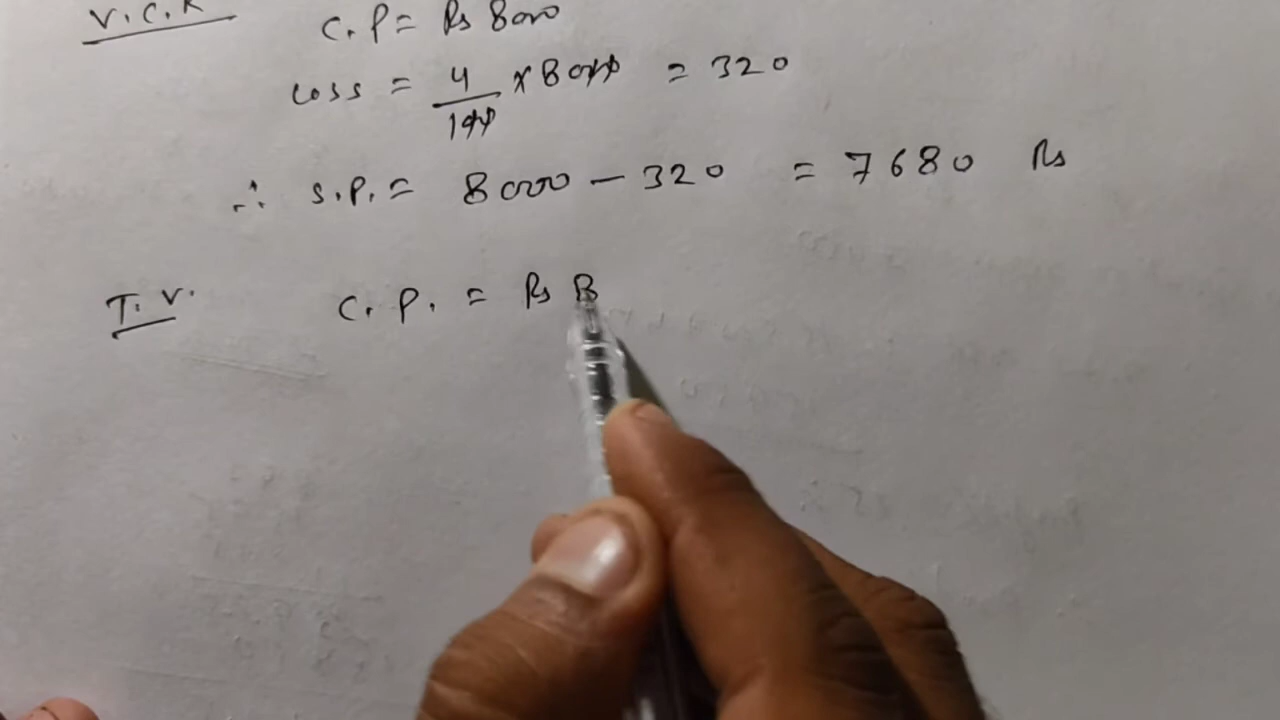 V.C.R C.P = Rs 8000
Loss = 4/100 × 8000 = 320
∴ S.P. = 8000 - 320 = 7680 Rs
T.V. C.P. = Rs 8